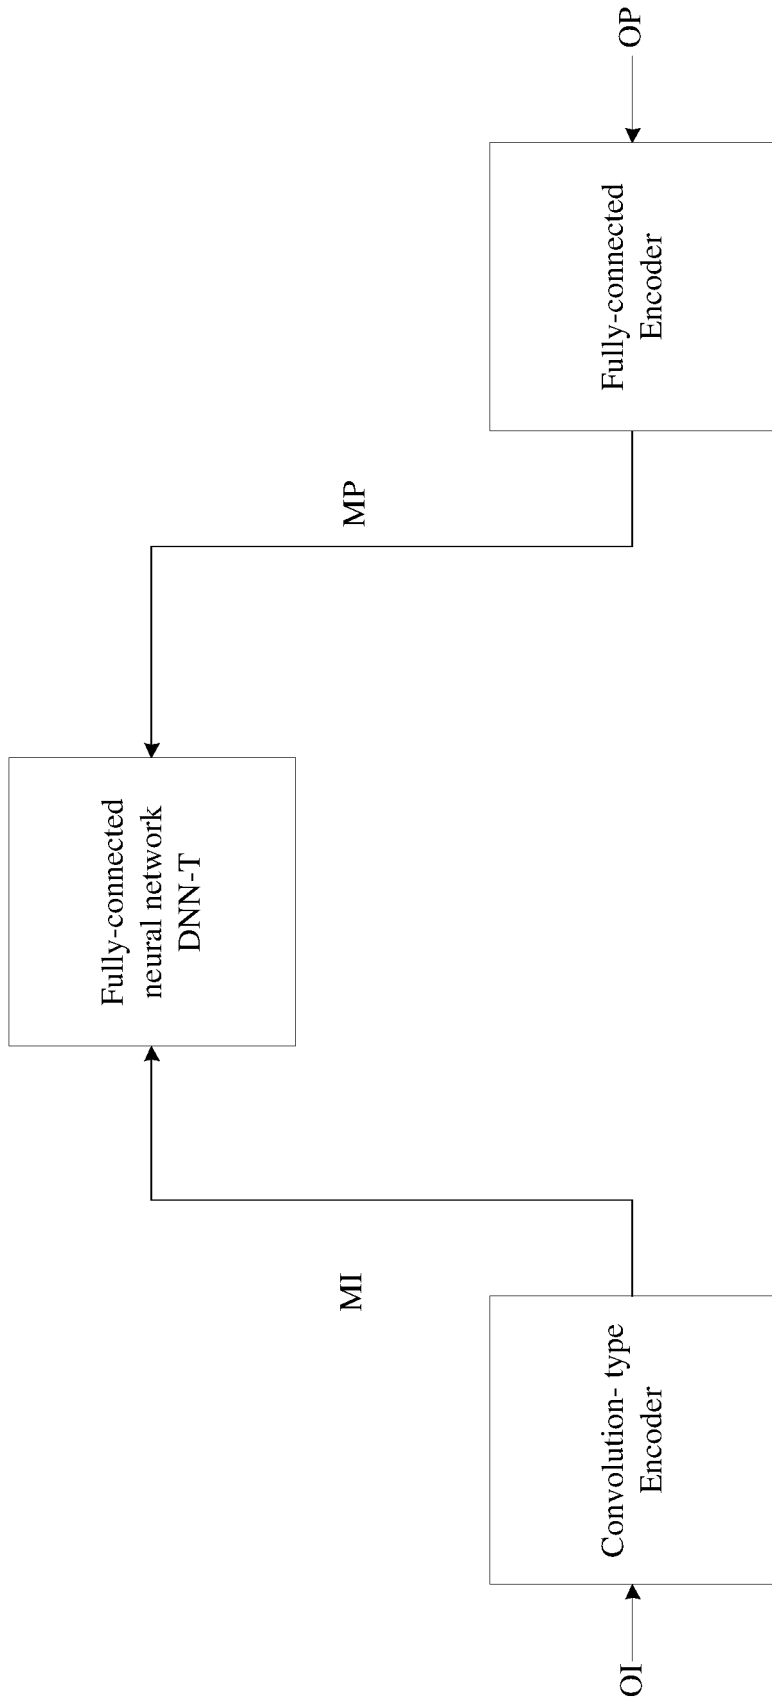 Fully-connected
neural network
DNN-T
MI
MP
OI
Convolution- type
Encoder
Fully-connected
Encoder
OP